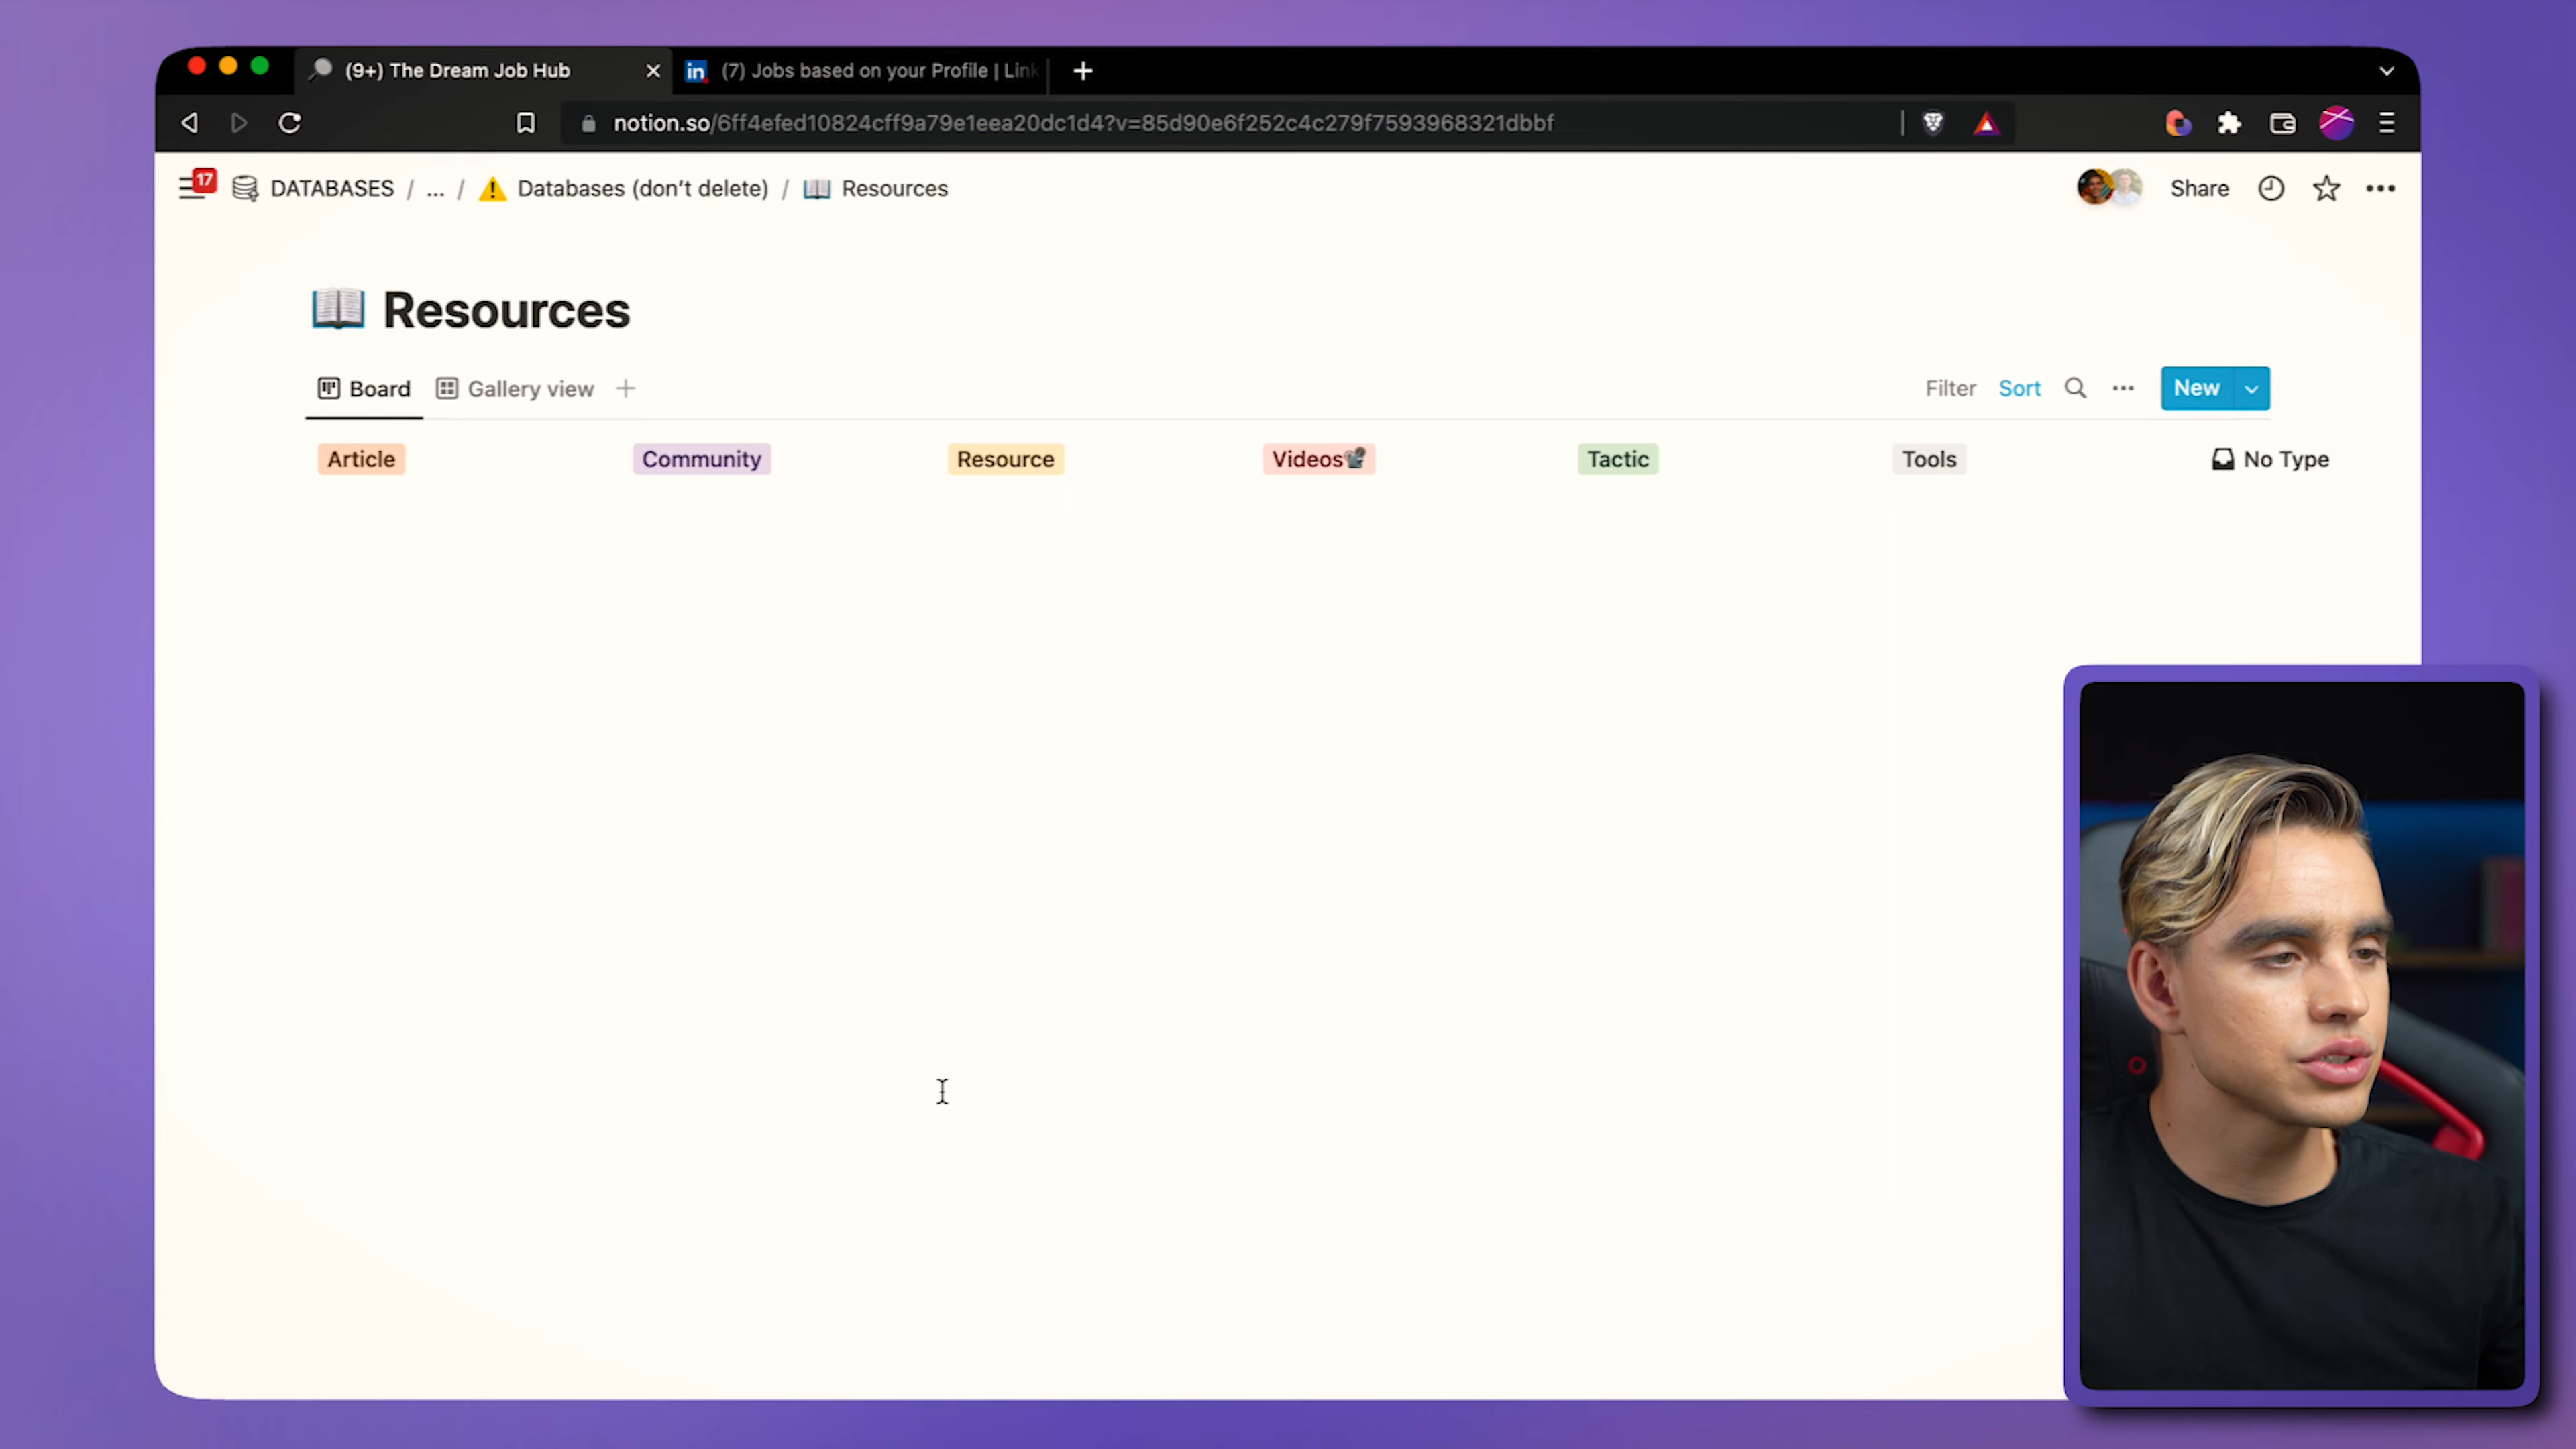 (9+) The Dream Job Hub
in (7) Jobs based on your Profile | Link
notion.so/6ff4efed10824cff9a79e1eea20dc1d4?v=85d90e6f252c4c279f7593968321dbbf
17 DATABASES / ... / Databases (don't delete) / Resources
Share
Resources
Board Gallery view
Filter Sort New
Article Community Resource Videos Tactic Tools No Type